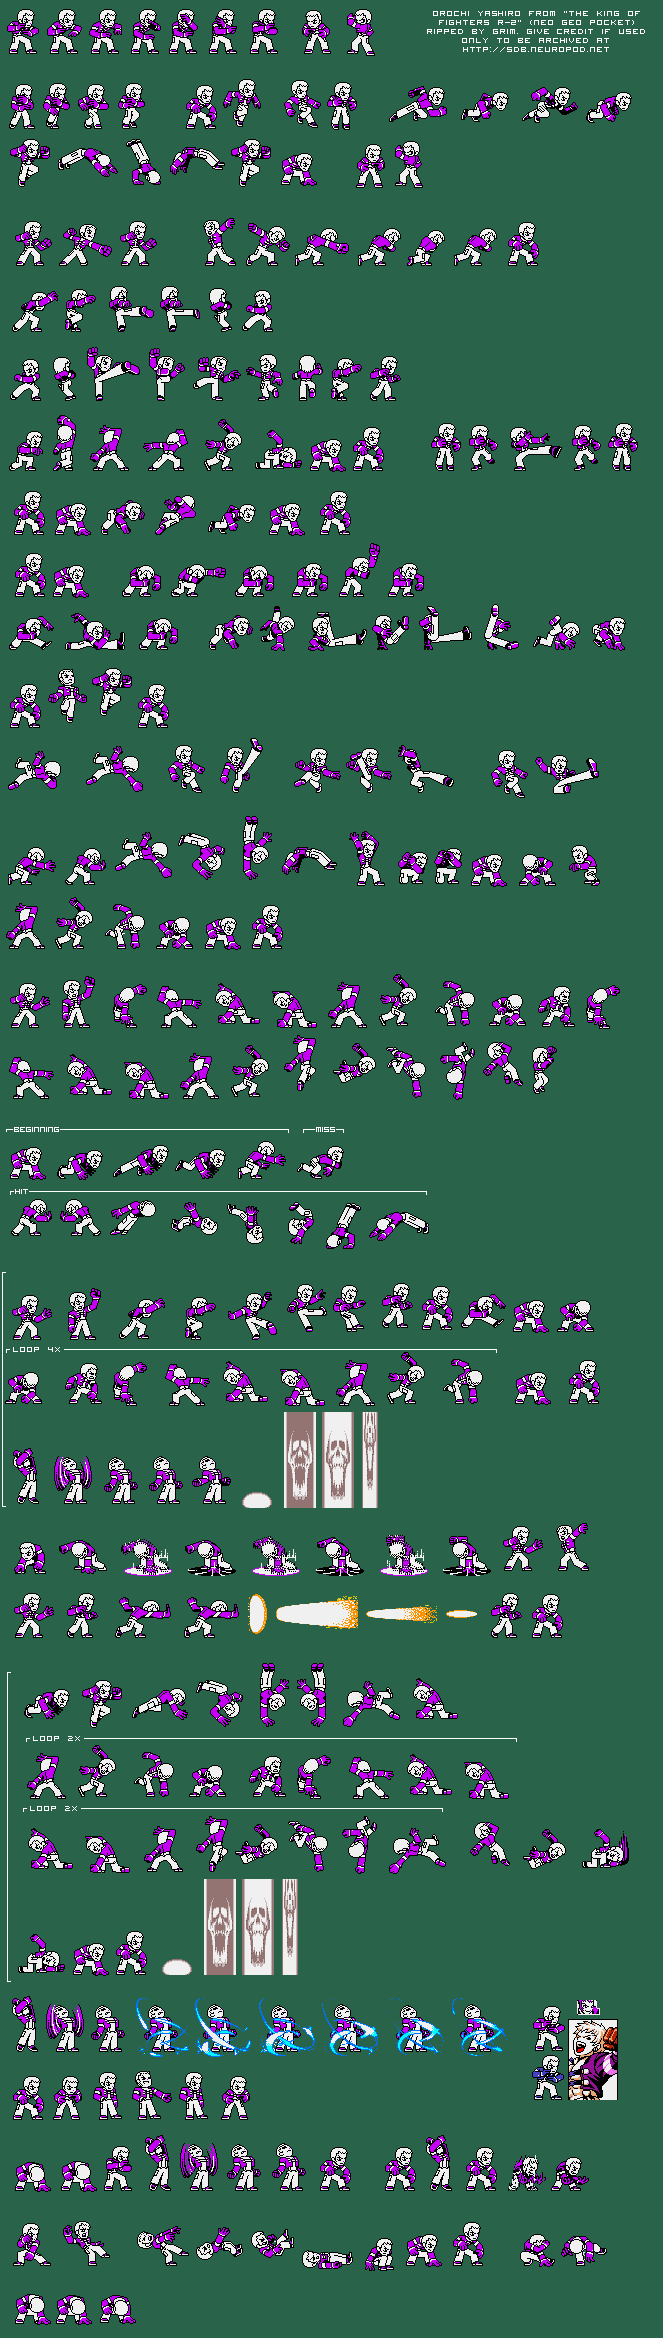 OROCHI YASHIRO FROM "THE KING OF
FIGHTERS R-2" (NEO GEO POCKET)
RIPPED BY GRIM. GIVE CREDIT IF USED
ONLY TO BE ARCHIVED AT
HTTP://SDB.NEUROPOD.NET
BEGINNING
MISS
HIT
LOOP 4X
LOOP 2X
LOOP 2X